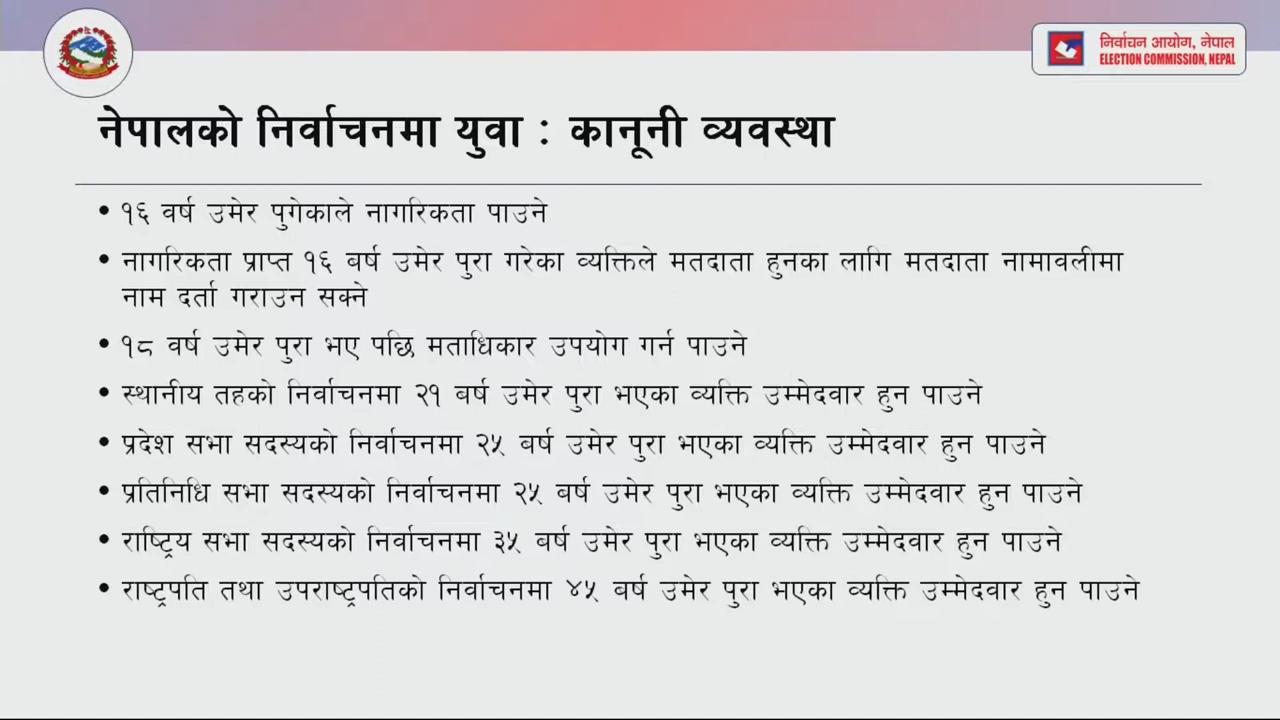 निर्वाचन आयोग, नेपाल
ELECTION COMMISSION, NEPAL
नेपालको निर्वाचनमा युवा : कानूनी व्यवस्था
• १६ वर्ष उमेर पुगेकाले नागरिकता पाउने
• नागरिकता प्राप्त १६ बर्ष उमेर पुरा गरेका व्यक्तिले मतदाता हुनका लागि मतदाता नामावलीमा
नाम दर्ता गराउन सक्ने
• १८ वर्ष उमेर पुरा भए पछि मताधिकार उपयोग गर्न पाउने
• स्थानीय तहको निर्वाचनमा २१ बर्ष उमेर पुरा भएका व्यक्ति उम्मेदवार हुन पाउने
• प्रदेश सभा सदस्यको निर्वाचनमा २५ बर्ष उमेर पुरा भएका व्यक्ति उम्मेदवार हुन पाउने
• प्रतिनिधि सभा सदस्यको निर्वाचनमा २५ बर्ष उमेर पुरा भएका व्यक्ति उम्मेदवार हुन पाउने
• राष्ट्रिय सभा सदस्यको निर्वाचनमा ३५ बर्ष उमेर पुरा भएका व्यक्ति उम्मेदवार हुन पाउने
• राष्ट्रपति तथा उपराष्ट्रपतिको निर्वाचनमा ४५ बर्ष उमेर पुरा भएका व्यक्ति उम्मेदवार हुन पाउने